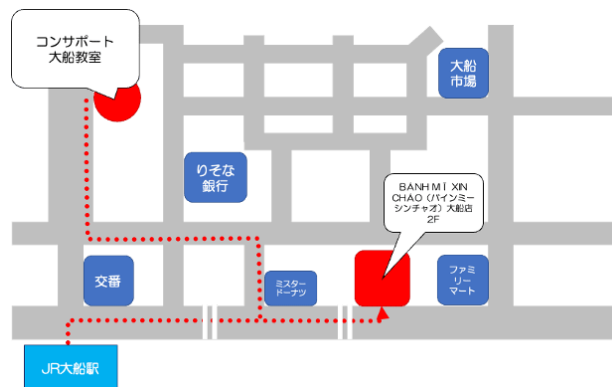 コンサポート
大船教室
大船
市場
りそな
銀行
BÁNH MÌ XIN
CHAO（バインミー
シンチャオ）大船店
2F
交番
ミスター
ドーナツ
ファミ
リー
マート
JR大船駅